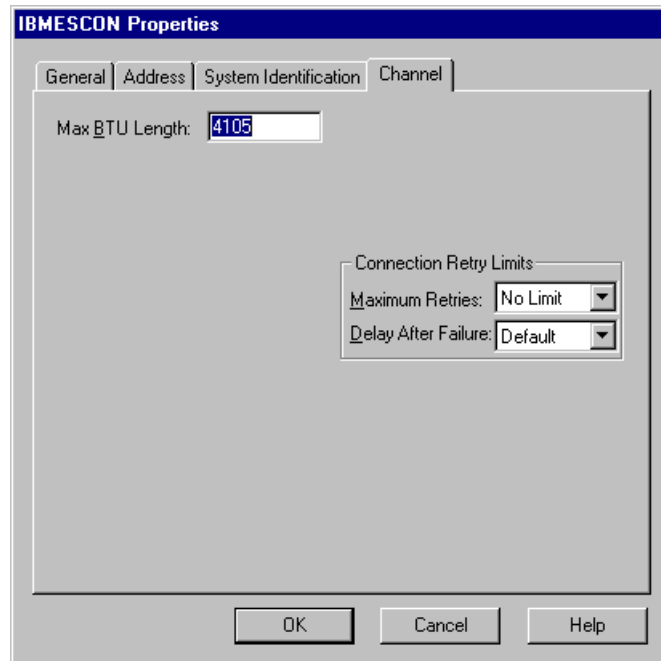 IBMESCON Properties
General Address System Identification Channel
Max BTU Length: 4105
Connection Retry Limits
Maximum Retries: No Limit
Delay After Failure: Default
OK Cancel Help